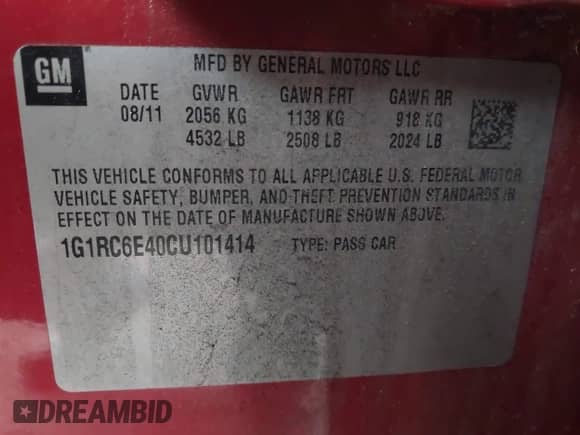 GM
MFD BY GENERAL MOTORS LLC
DATE GVWR GAWR FRT GAWR RR
08/11 2056 KG 1138 KG 918 KG
4532 LB 2508 LB 2024 LB
THIS VEHICLE CONFORMS TO ALL APPLICABLE U.S. FEDERAL MOTOR
VEHICLE SAFETY, BUMPER, AND THEFT PREVENTION STANDARDS IN
EFFECT ON THE DATE OF MANUFACTURE SHOWN ABOVE.
1G1RC6E40CU101414 TYPE: PASS CAR
DREAMBID